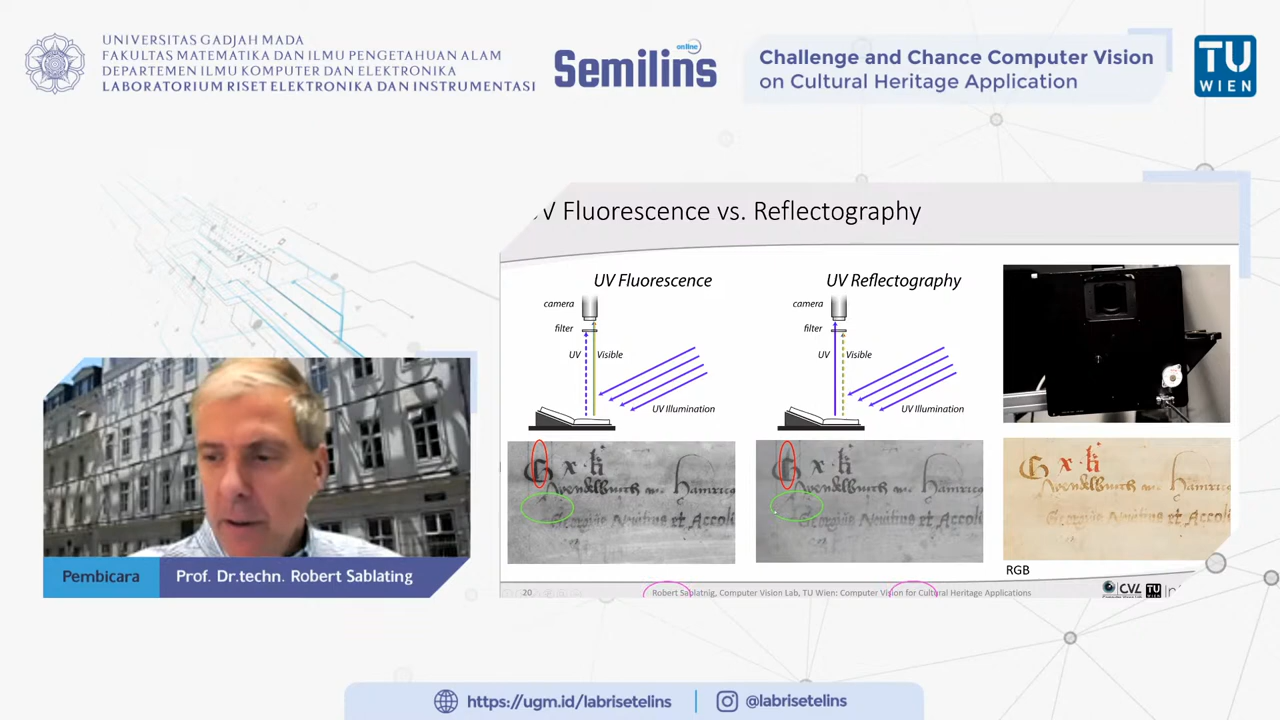 UNIVERSITAS GADJAH MADA
FAKULTAS MATEMATIKA DAN ILMU PENGETAHUAN ALAM
DEPARTEMEN ILMU KOMPUTER DAN ELEKTRONIKA
LABORATORIUM RISET ELEKTRONIKA DAN INSTRUMENTASI
online
Semilins
Challenge and Chance Computer Vision
on Cultural Heritage Application
TU
WIEN
V Fluorescence vs. Reflectography
UV Fluorescence
camera
filter
UV
Visible
UV Illumination
UV Reflectography
camera
filter
UV
Visible
UV Illumination
RGB
20
Robert Sablatnig, Computer Vision Lab, TU Wien: Computer Vision for Cultural Heritage Applications
CVL
TU
Pembicara
Prof. Dr.techn. Robert Sablating
https://ugm.id/labrisetelins
@labrisetelins